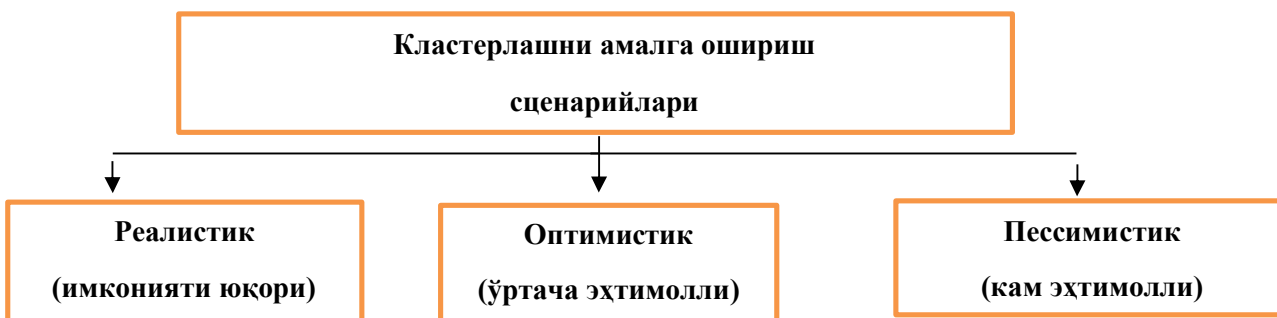 Кластерлашни амалга ошириш
сценарийлари
Реалистик
(имконияти юқори)
Оптимистик
(ўртача эҳтимолли)
Пессимистик
(кам эҳтимолли)